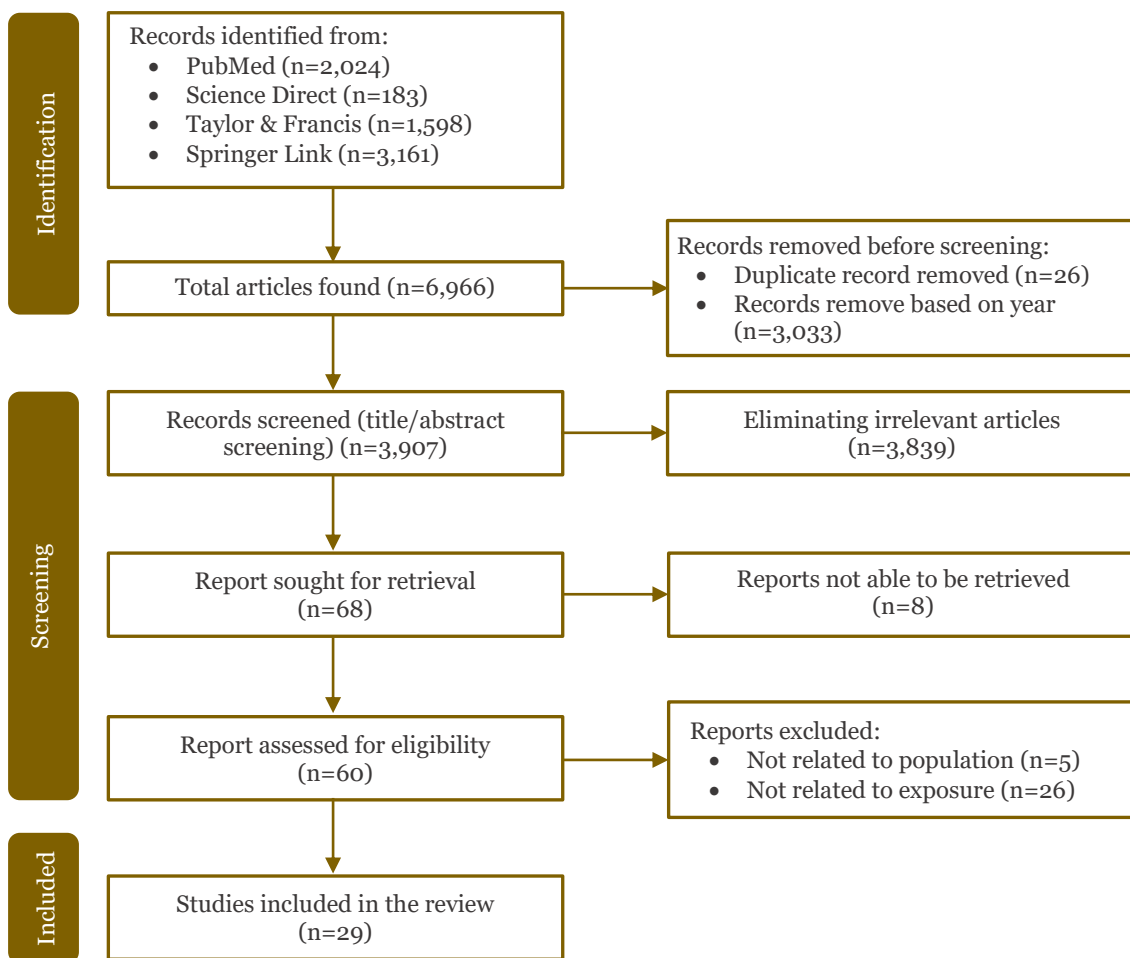 Identification
Records identified from:
• PubMed (n=2,024)
• Science Direct (n=183)
• Taylor & Francis (n=1,598)
• Springer Link (n=3,161)
Total articles found (n=6,966)
Records removed before screening:
• Duplicate record removed (n=26)
• Records remove based on year
(n=3,033)
Screening
Records screened (title/abstract
screening) (n=3,907)
Eliminating irrelevant articles
(n=3,839)
Report sought for retrieval
(n=68)
Reports not able to be retrieved
(n=8)
Report assessed for eligibility
(n=60)
Reports excluded:
• Not related to population (n=5)
• Not related to exposure (n=26)
Included
Studies included in the review
(n=29)